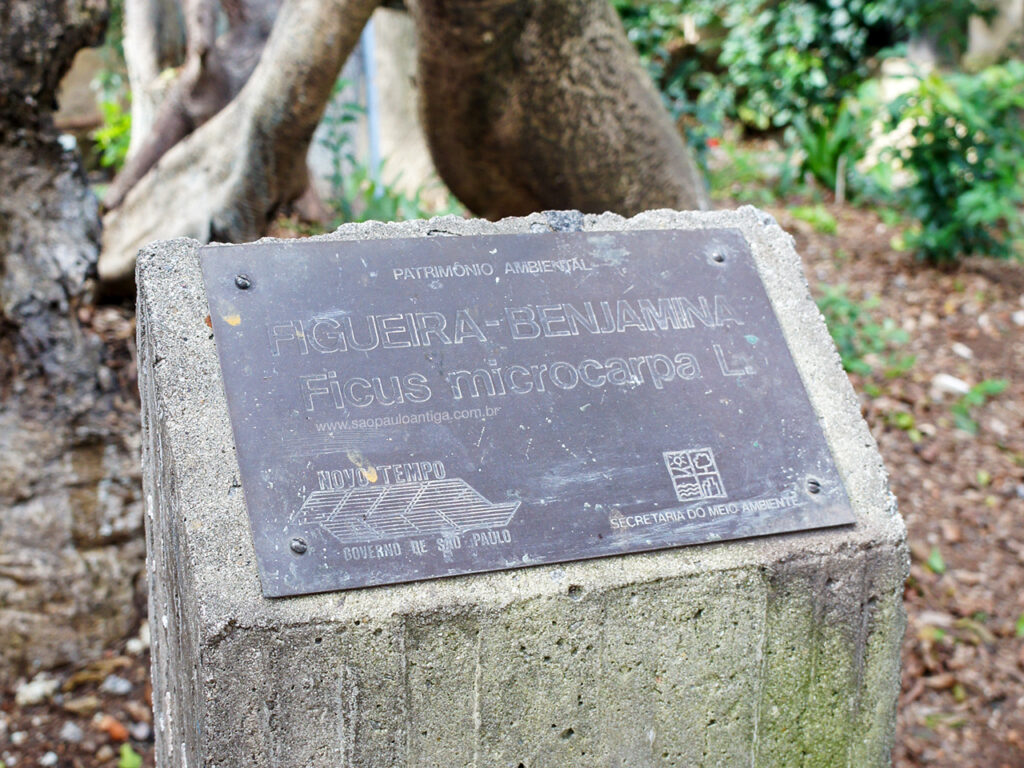 PATRIMÔNIO AMBIENTAL
FIGUEIRA-BENJAMINA
Ficus microcarpa L.
www.saopauloantiga.com.br
NOVO TEMPO
GOVERNO DE SÃO PAULO
SECRETARIA DO MEIO AMBIENTE